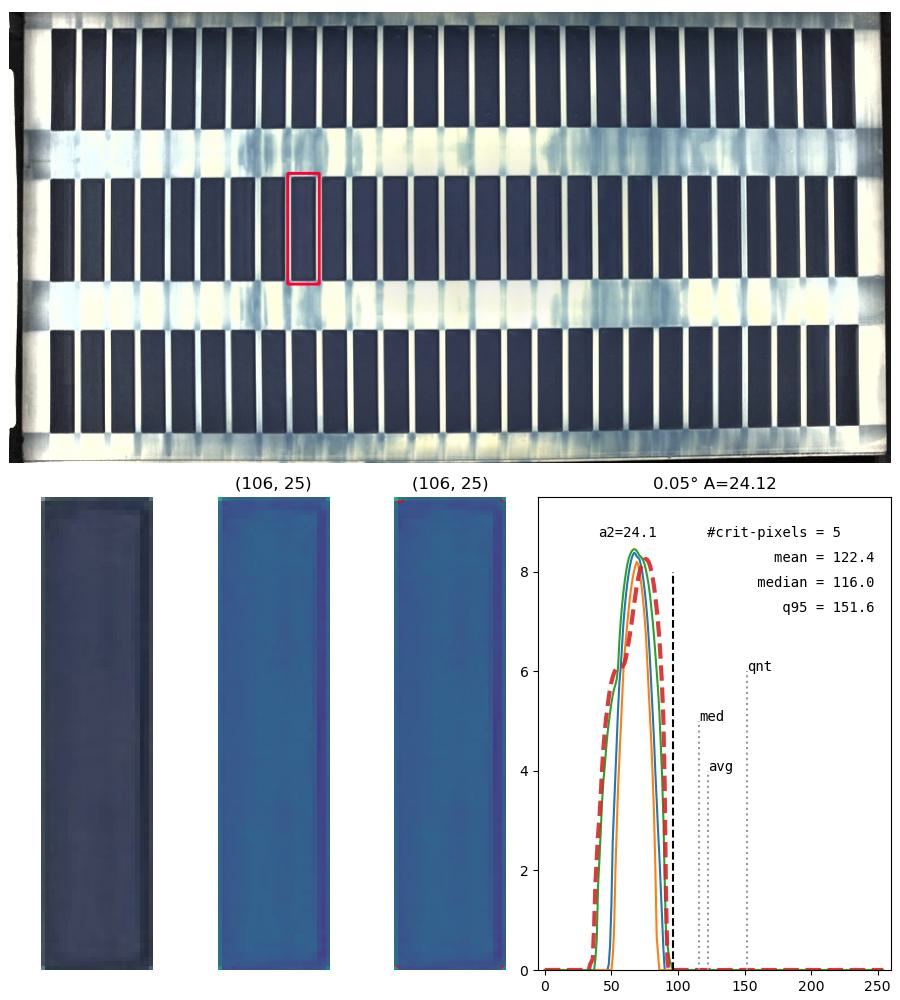 (106, 25)
(106, 25)
0.05° A=24.12
a2=24.1
#crit-pixels = 5
mean = 122.4
median = 116.0
q95 = 151.6
qnt
med
avg
8
6
4
2
0
0 50 100 150 200 250